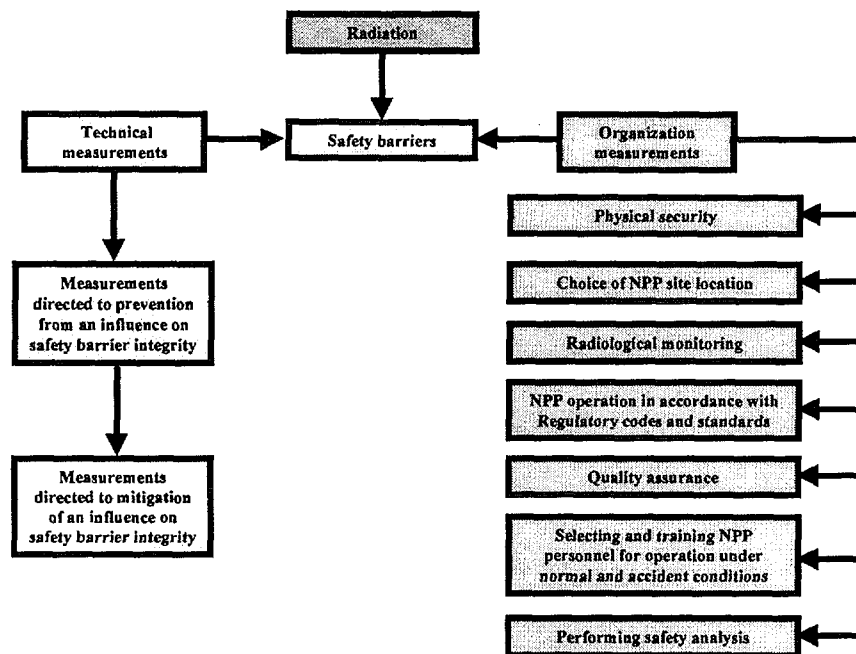 Radiation
Technical
measurements
Safety barriers
Organization
measurements
Physical security
Measurements
directed to prevention
from an influence on
safety barrier integrity
Choice of NPP site location
Radiological monitoring
NPP operation in accordance with
Regulatory codes and standards
Measurements
directed to mitigation
of an influence on
safety barrier integrity
Quality assurance
Selecting and training NPP
personnel for operation under
normal and accident conditions
Performing safety analysis